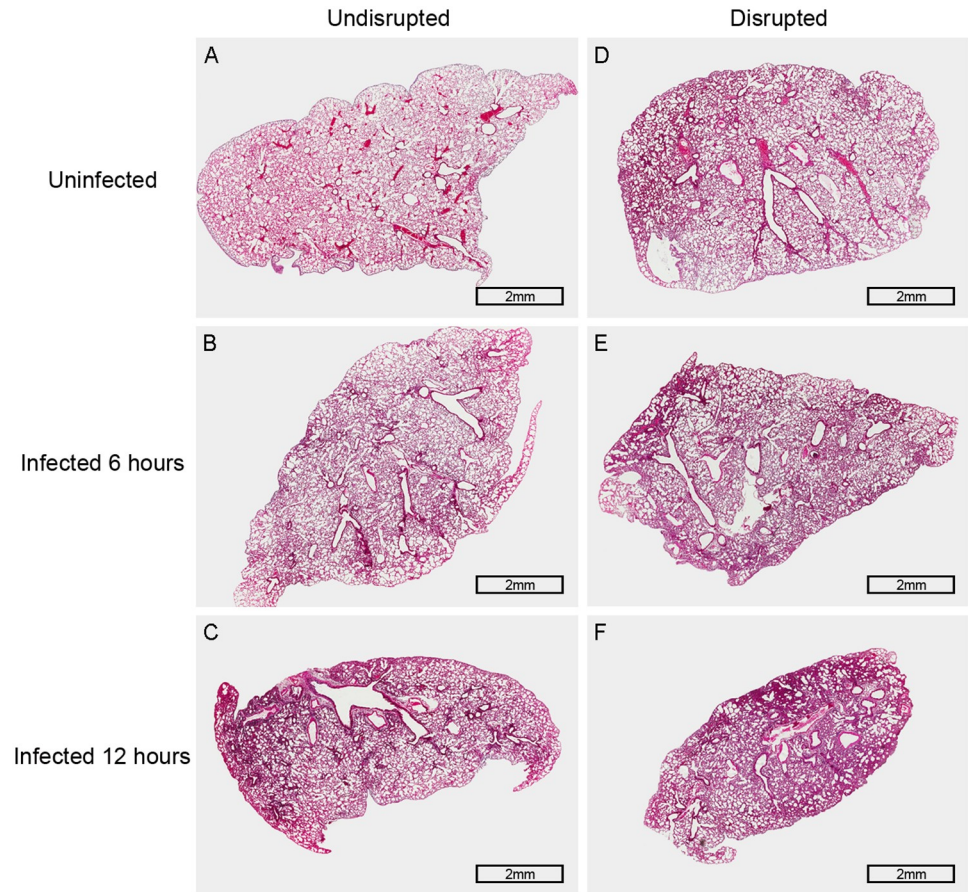 Undisrupted
Disrupted
Uninfected
A
2mm
D
2mm
Infected 6 hours
B
2mm
E
2mm
Infected 12 hours
C
2mm
F
2mm